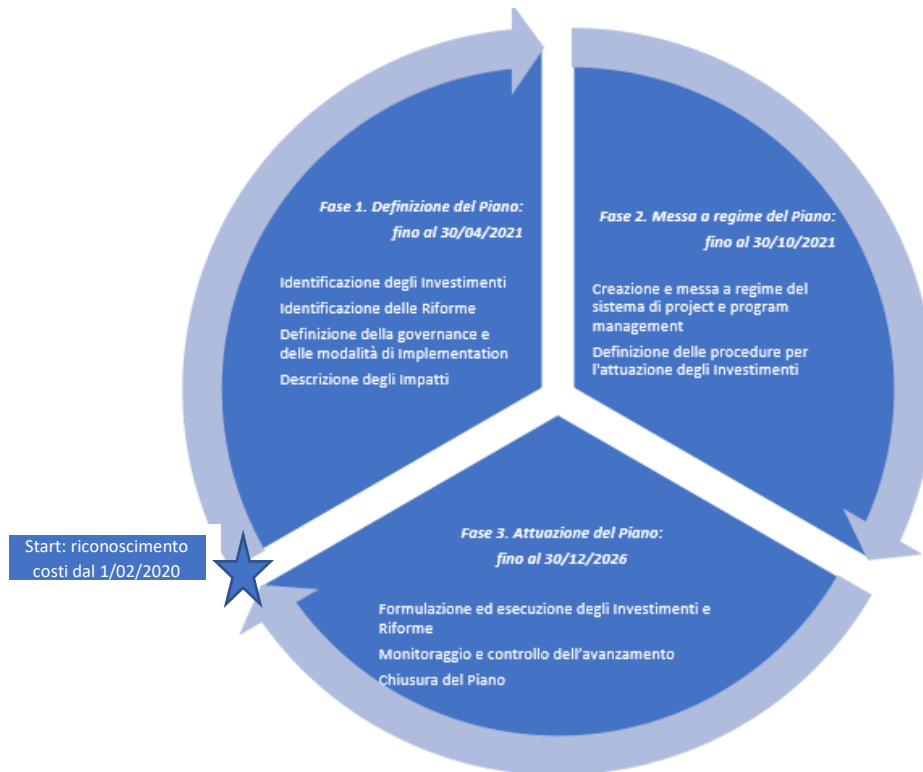 Fase 1. Definizione del Piano:
fino al 30/04/2021
Identificazione degli Investimenti
Identificazione delle Riforme
Definizione della governance e
delle modalità di Implementation
Descrizione degli Impatti
Fase 2. Messa a regime del Piano:
fino al 30/10/2021
Creazione e messa a regime del
sistema di project e program
management
Definizione delle procedure per
l'attuazione degli Investimenti
Start: riconoscimento
costi dal 1/02/2020
Fase 3. Attuazione del Piano:
fino al 30/12/2026
Formulazione ed esecuzione degli Investimenti e
Riforme
Monitoraggio e controllo dell'avanzamento
Chiusura del Piano